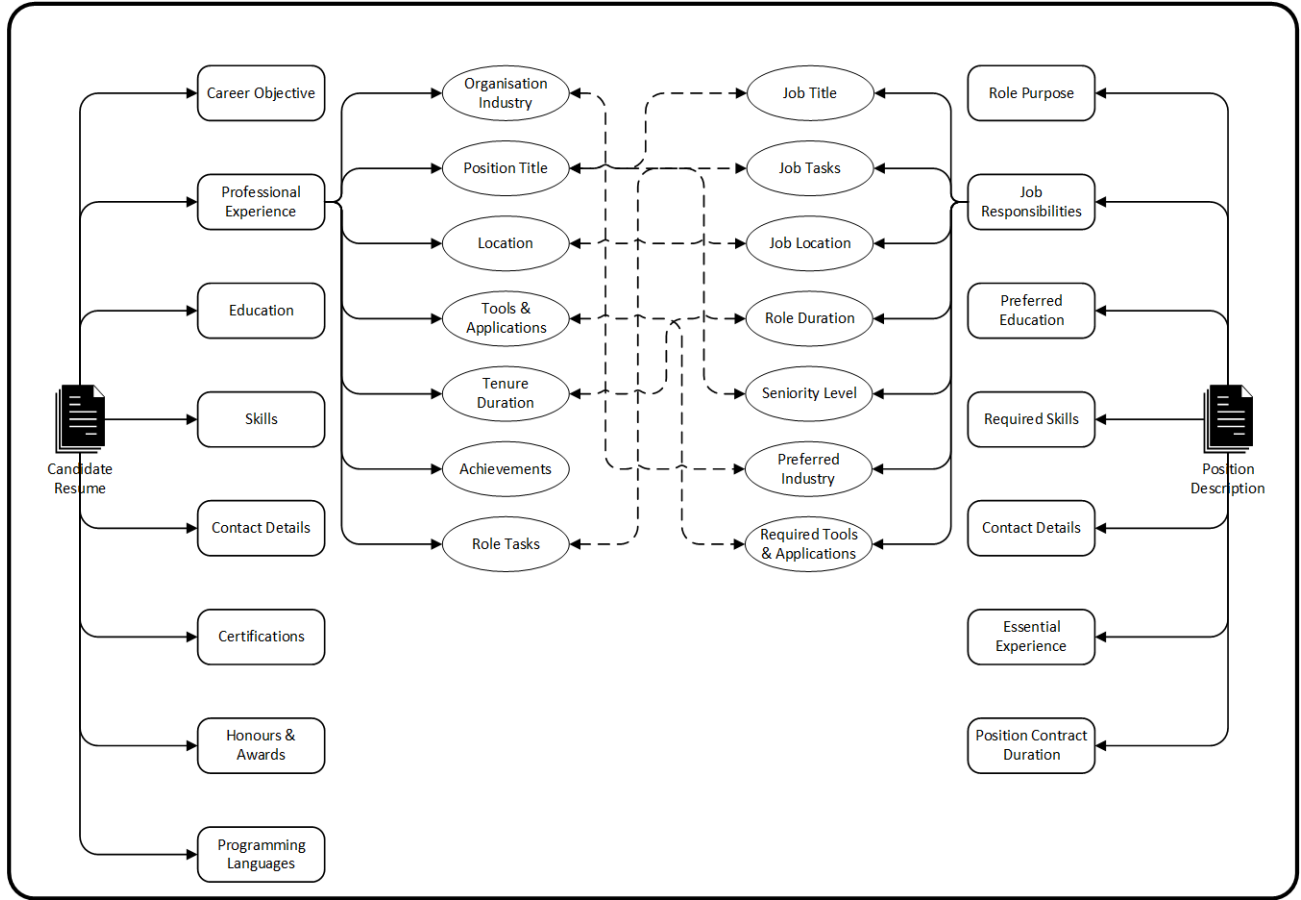 Career Objective
Professional
Experience
Education
Skills
Candidate
Resume
Contact Details
Certifications
Honours &
Awards
Programming
Languages
Organisation
Industry
Position Title
Location
Tools &
Applications
Tenure
Duration
Achievements
Role Tasks
Job Title
Job Tasks
Job Location
Role Duration
Seniority Level
Preferred
Industry
Required Tools
& Applications
Role Purpose
Job
Responsibilities
Preferred
Education
Required Skills
Position
Description
Contact Details
Essential
Experience
Position Contract
Duration